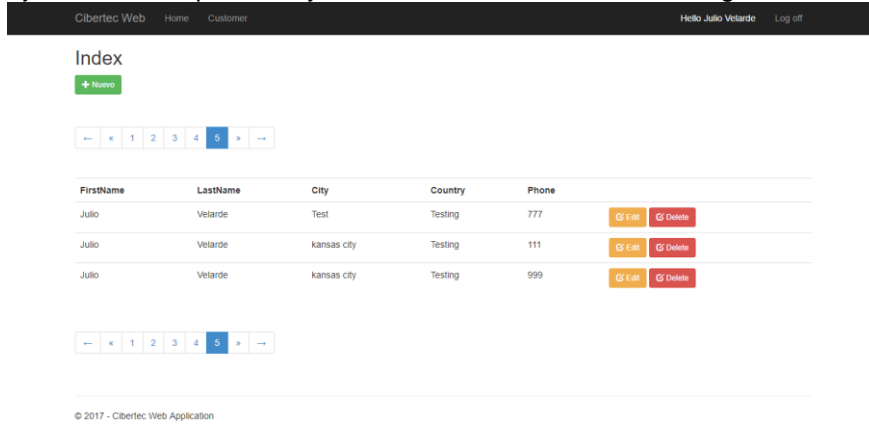 Cibertec Web Home Customer Hello Julio Velarde Log off
Index
+ Nuevo
← « 1 2 3 4 5 » →
FirstName LastName City Country Phone
Julio Velarde Test Testing 777 Edit Delete
Julio Velarde kansas city Testing 111 Edit Delete
Julio Velarde kansas city Testing 999 Edit Delete
← « 1 2 3 4 5 » →
© 2017 - Cibertec Web Application